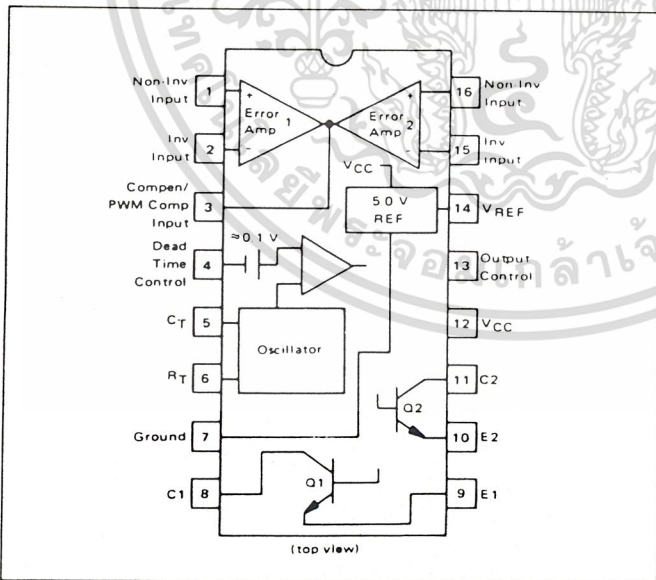 Non-Inv
Input
1
2
Inv
Input
Compen/
PWM Comp
Input
3
Dead
Time
Control
4
CT
5
RT
6
Ground
7
C1
8
+
Error
Amp
1
-
+
Error
Amp
2
-
VCC
5.0 V
REF
≈0.1 V
Oscillator
Q2
Q1
16
Non-Inv
Input
15
Inv
Input
14
VREF
13
Output
Control
12
VCC
11
C2
10
E2
9
E1
(top view)